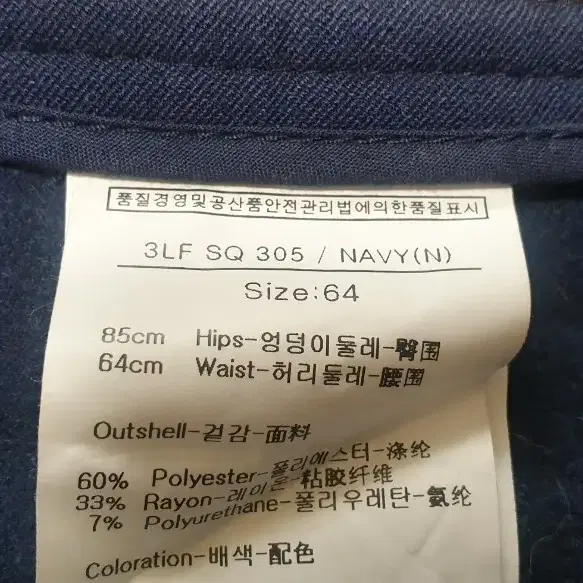 품질경영및공산품안전관리법에의한품질표시
3LF SQ 305 / NAVY(N)
Size:64
85cm Hips-엉덩이둘레-臀围
64cm Waist-허리둘레-腰围
Outshell-겉감-面料
60% Polyester-폴리에스터-涤纶
33% Rayon-레이온-粘胶纤维
7% Polyurethane-폴리우레탄-氨纶
Coloration-배색-配色